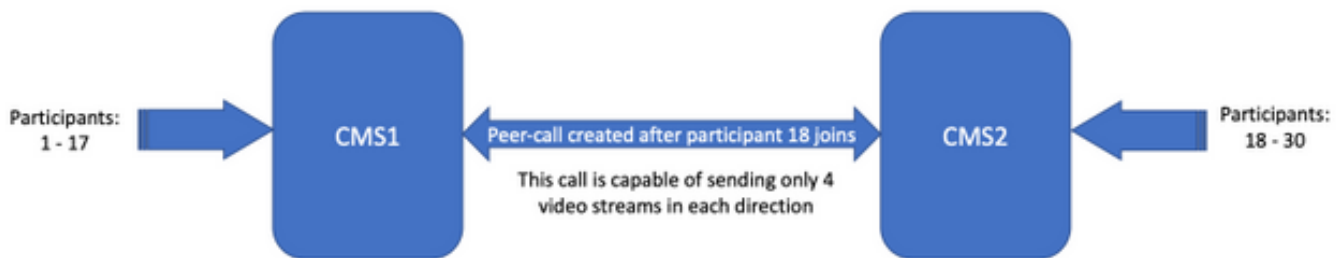 Participants:
1 - 17
CMS1
Peer-call created after participant 18 joins
This call is capable of sending only 4
video streams in each direction
CMS2
Participants:
18 - 30